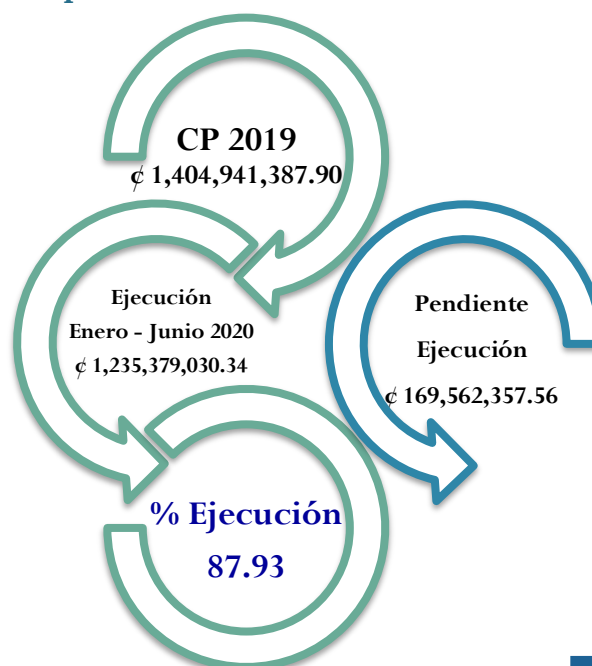 CP 2019
₡ 1,404,941,387.90
Ejecución
Enero - Junio 2020
₡ 1,235,379,030.34
Pendiente
Ejecución
₡ 169,562,357.56
% Ejecución
87.93